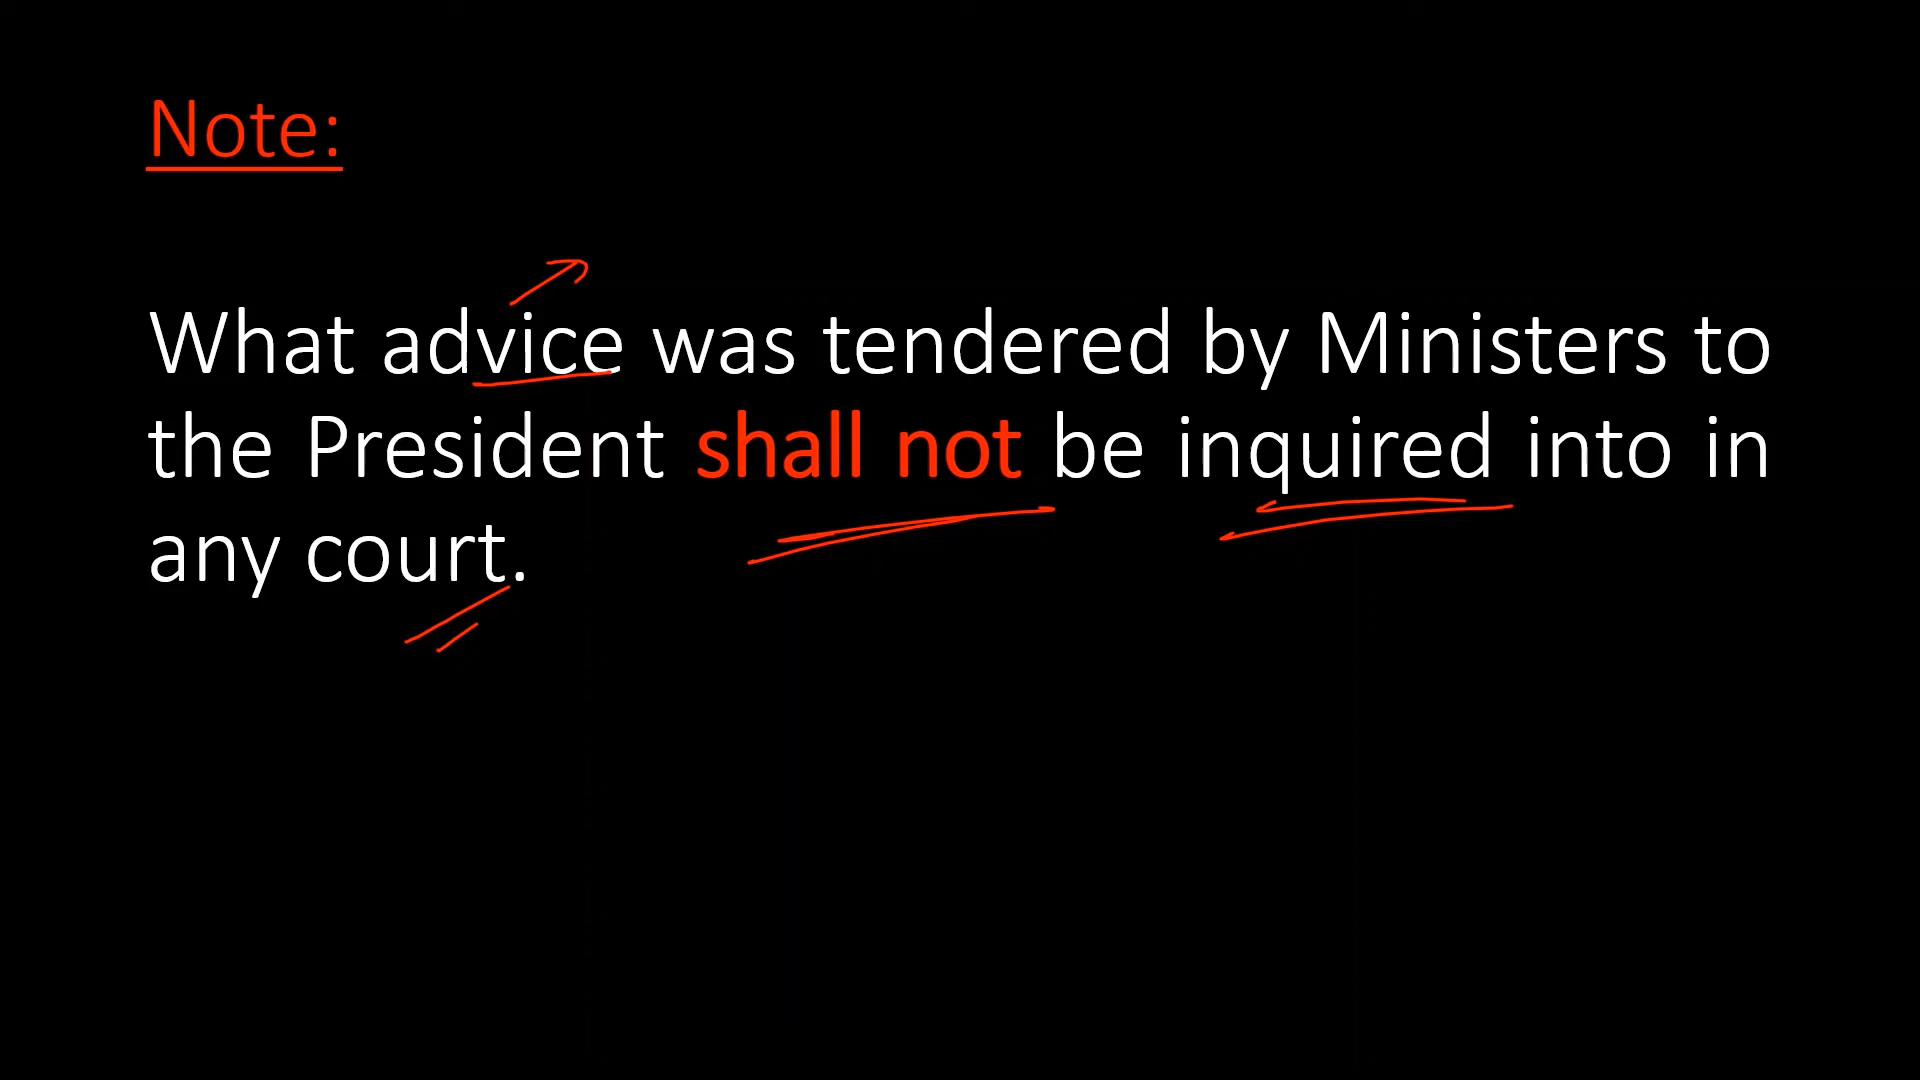 Note:
What advice was tendered by Ministers to
the President shall not be inquired into in
any court.